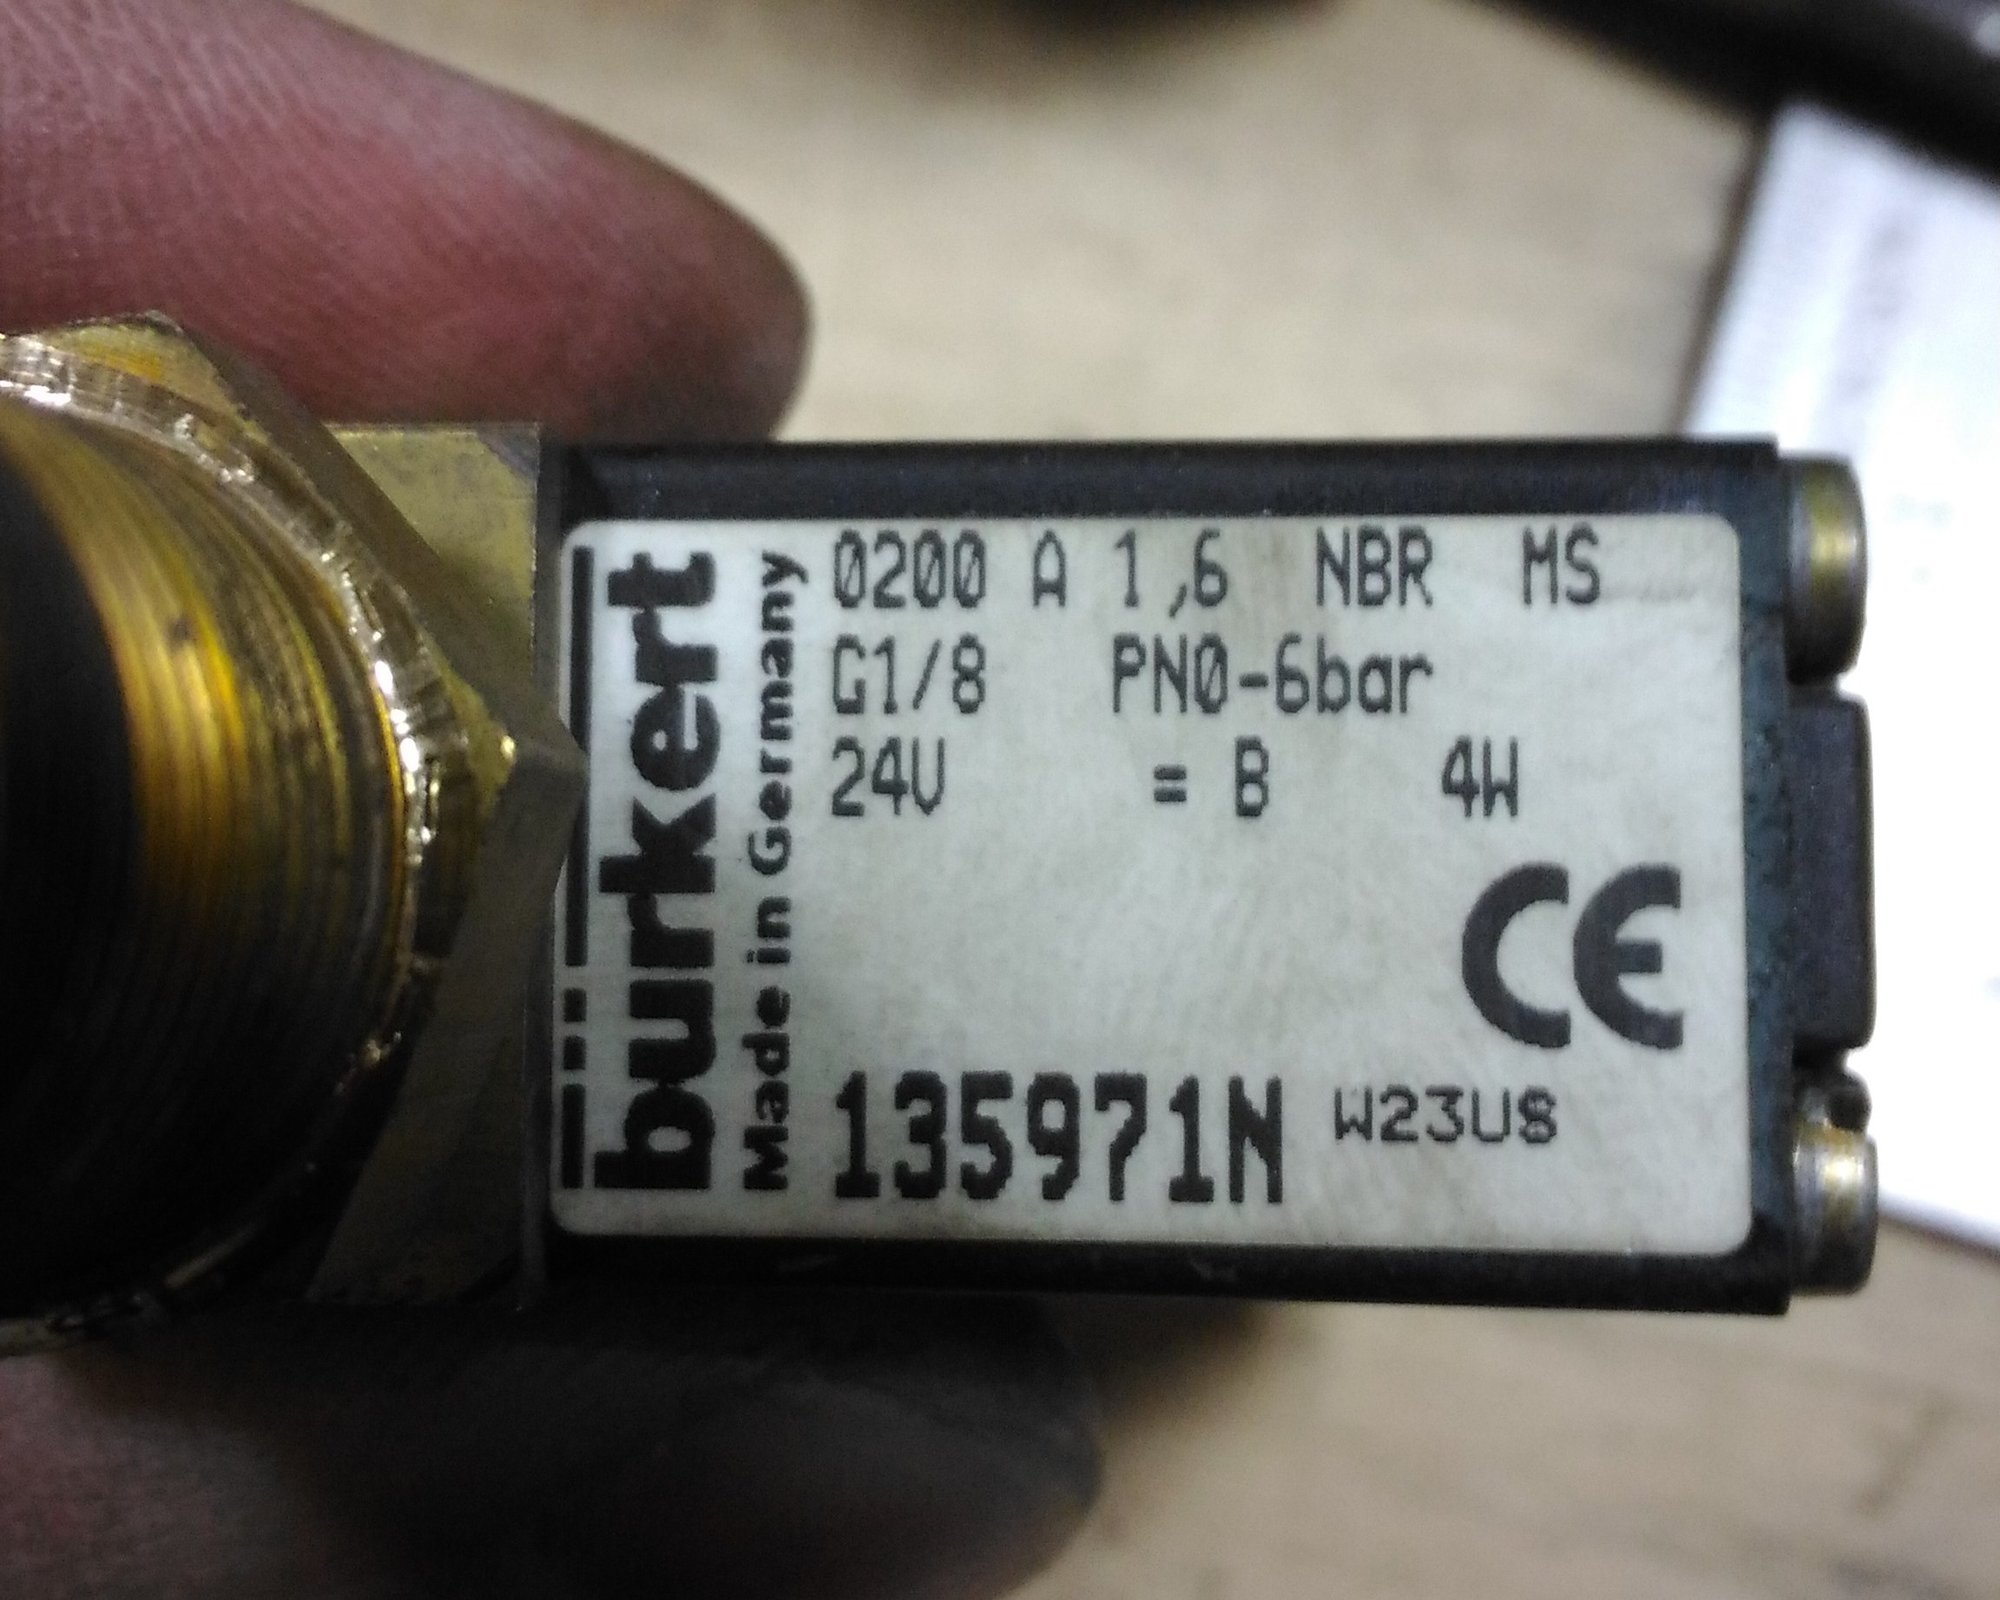 bürkert
Made in Germany
0200 A 1,6 NBR MS
G1/8 PN0-6bar
24V = B 4W
CE
135971N W23US